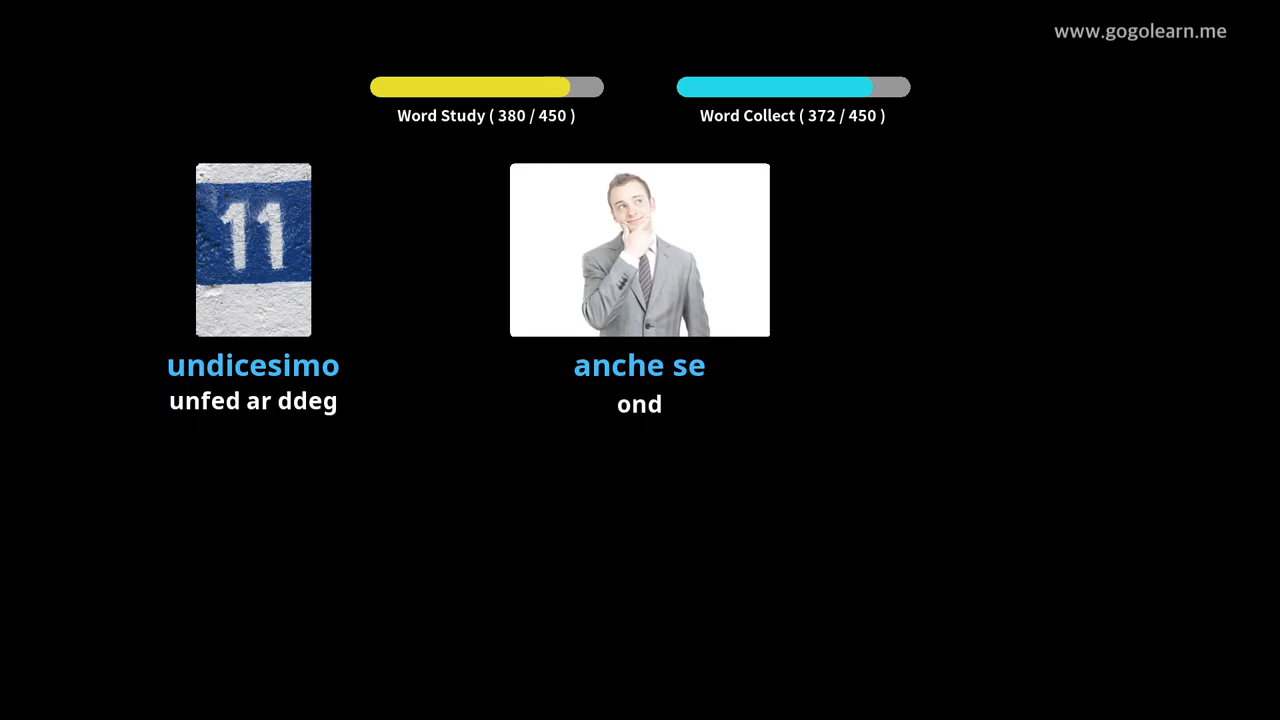 www.gogolearn.me
Word Study ( 380 / 450 )
Word Collect ( 372 / 450 )
11
undicesimo
unfed ar ddeg
anche se
ond